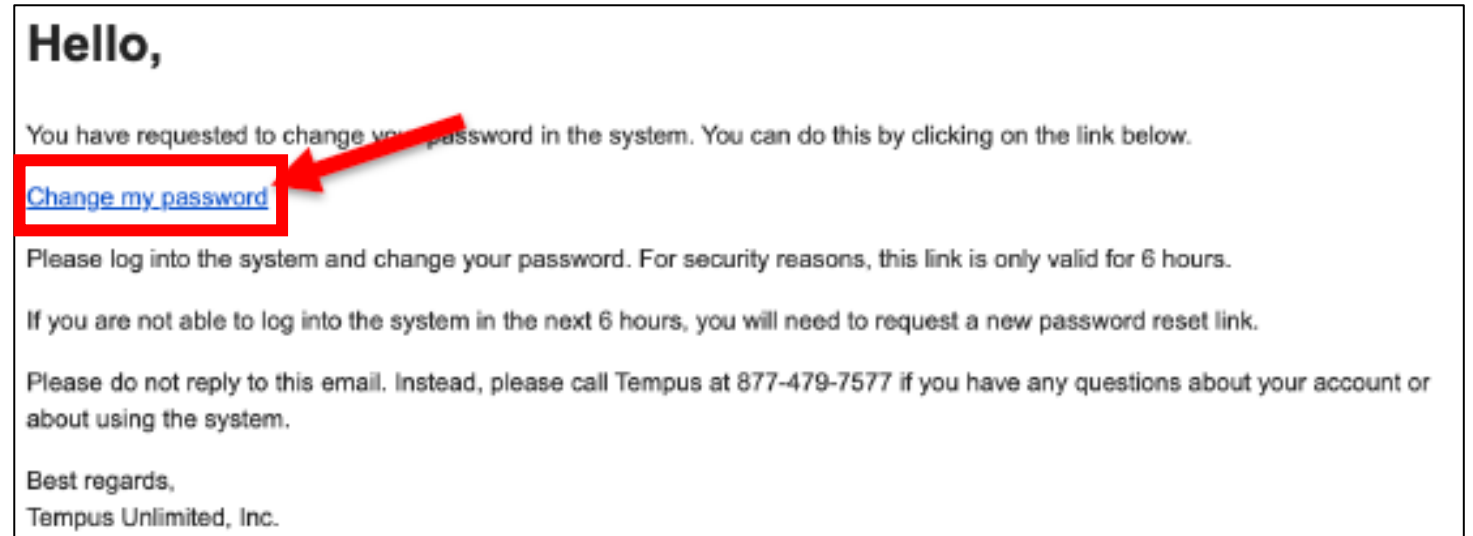 Hello,
You have requested to change your password in the system. You can do this by clicking on the link below.
Change my password
Please log into the system and change your password. For security reasons, this link is only valid for 6 hours.
If you are not able to log into the system in the next 6 hours, you will need to request a new password reset link.
Please do not reply to this email. Instead, please call Tempus at 877-479-7577 if you have any questions about your account or
about using the system.
Best regards,
Tempus Unlimited, Inc.